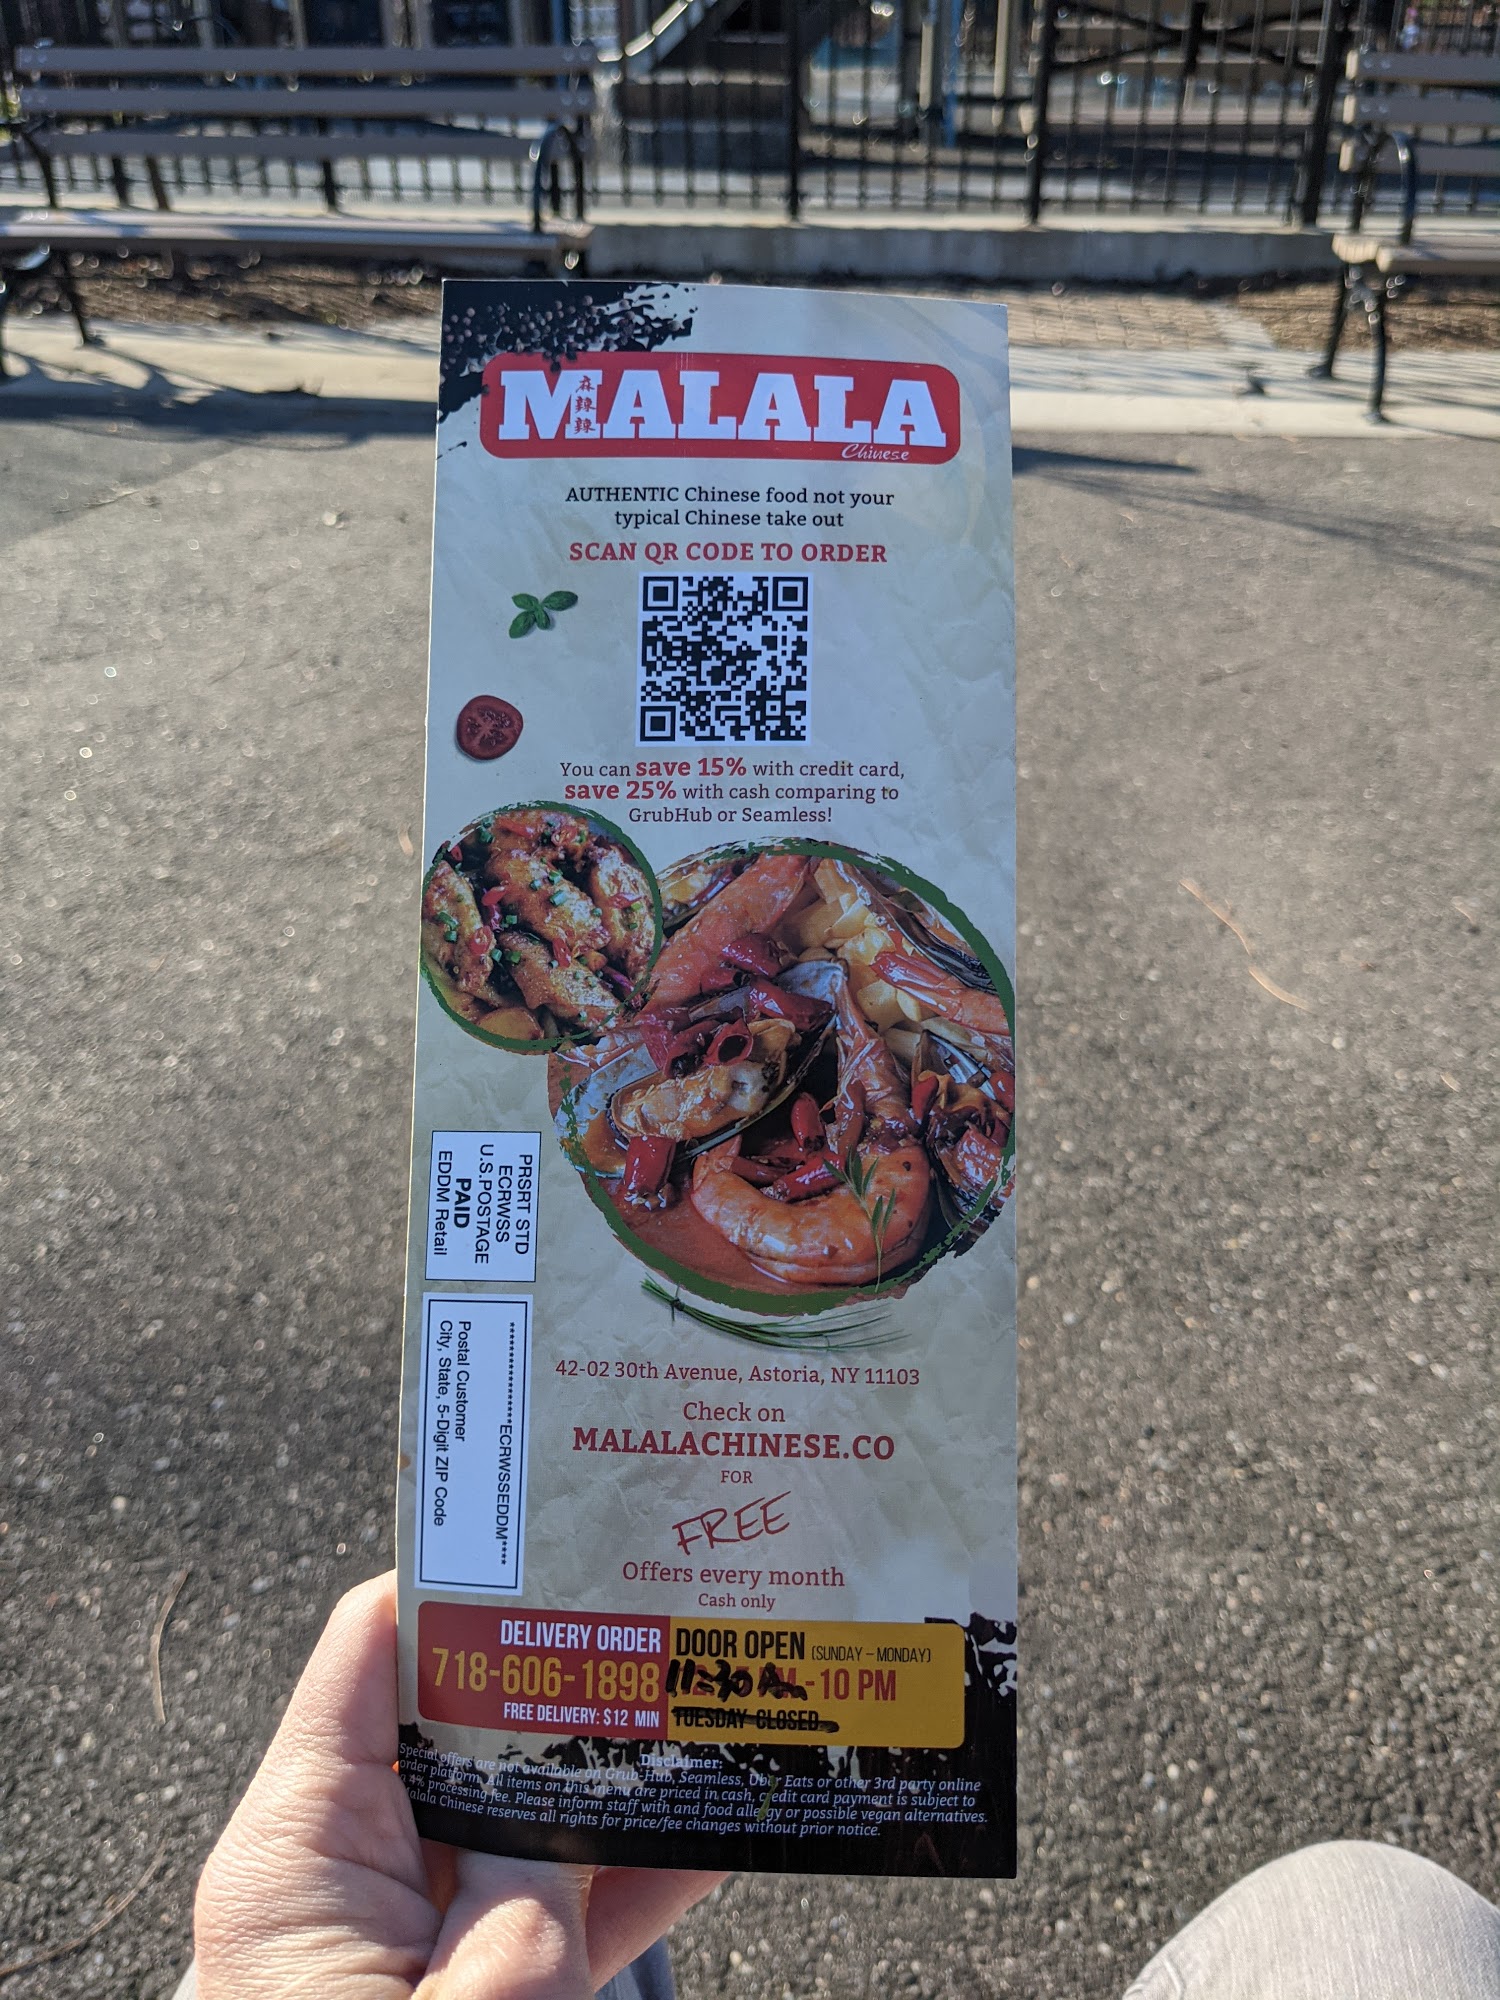 MALALA
麻辣辣
Chinese
AUTHENTIC Chinese food not your
typical Chinese take out
SCAN QR CODE TO ORDER
You can save 15% with credit card,
save 25% with cash comparing to
GrubHub or Seamless!
PRSRT STD
ECRWSS
U.S.POSTAGE
PAID
EDDM Retail
****************ECRWSSEDDM****
Postal Customer
City, State, 5-Digit ZIP Code
42-02 30th Avenue, Astoria, NY 11103
Check on
MALALACHINESE.CO
FOR
FREE
Offers every month
Cash only
DELIVERY ORDER
718-606-1898
FREE DELIVERY: $12 MIN
DOOR OPEN (SUNDAY – MONDAY)
11-30 Am - 10 PM
TUESDAY CLOSED
Disclaimer:
Special offers are not available on Grub-Hub, Seamless, Uber Eats or other 3rd party online
order platform. All items on this menu are priced in cash, credit card payment is subject to
4% processing fee. Please inform staff with and food allergy or possible vegan alternatives.
Malala Chinese reserves all rights for price/fee changes without prior notice.